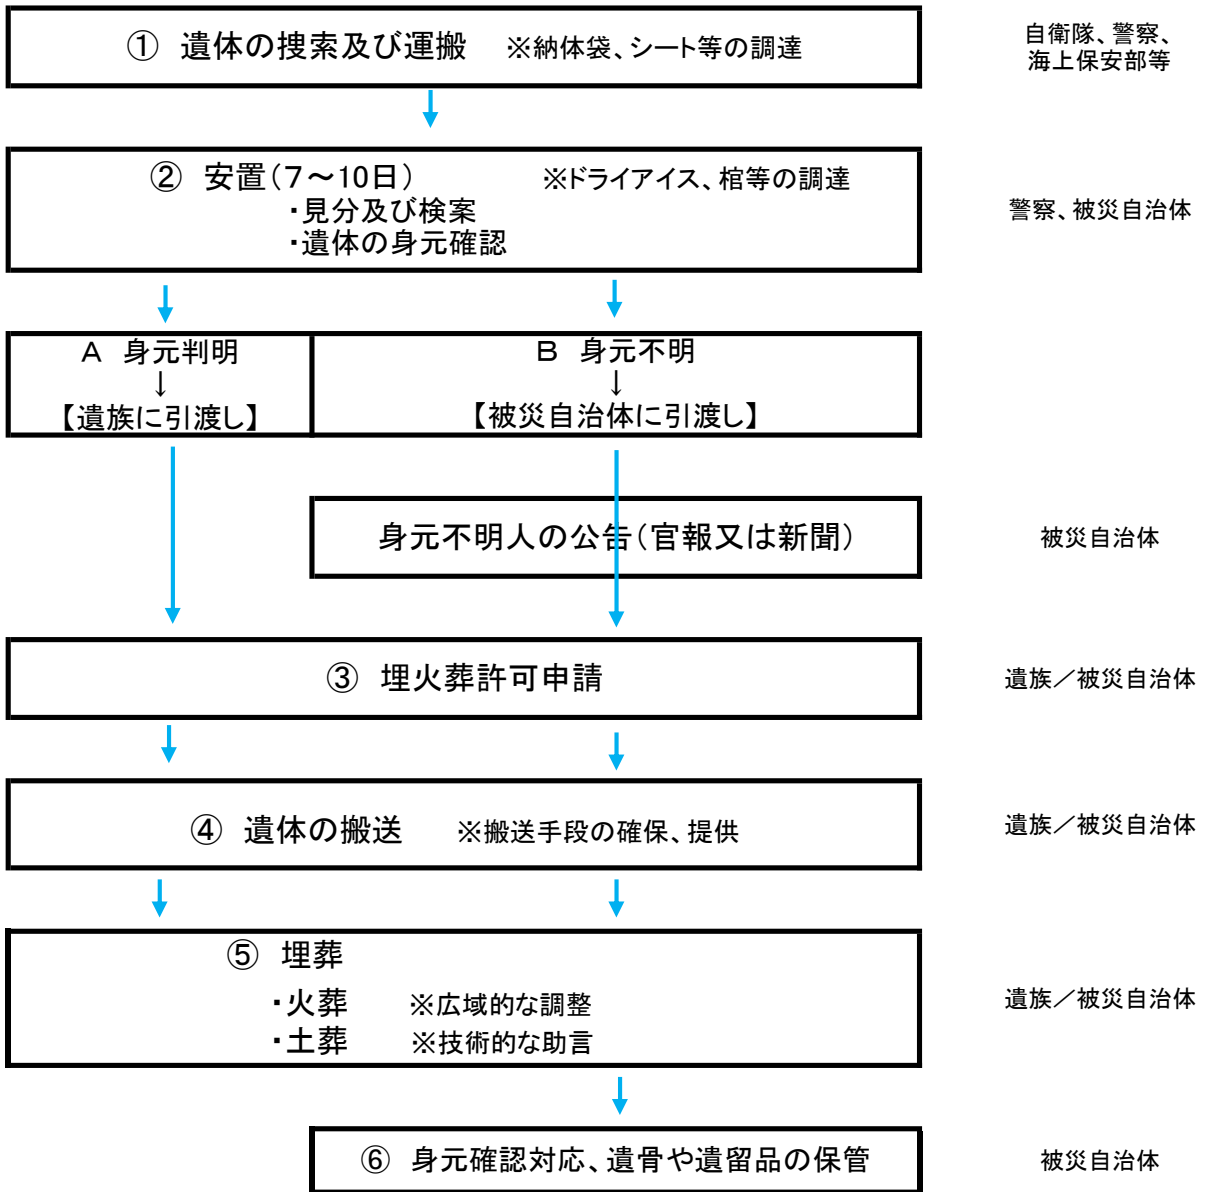 ① 遺体の捜索及び運搬 ※納体袋、シート等の調達
自衛隊、警察、
海上保安部等
② 安置(7~10日) ※ドライアイス、棺等の調達
・見分及び検案
・遺体の身元確認
警察、被災自治体
A 身元判明
↓
【遺族に引渡し】
B 身元不明
↓
【被災自治体に引渡し】
身元不明人の公告(官報又は新聞)
被災自治体
③ 埋火葬許可申請
遺族/被災自治体
④ 遺体の搬送 ※搬送手段の確保、提供
遺族/被災自治体
⑤ 埋葬
・火葬 ※広域的な調整
・土葬 ※技術的な助言
遺族/被災自治体
⑥ 身元確認対応、遺骨や遺留品の保管
被災自治体